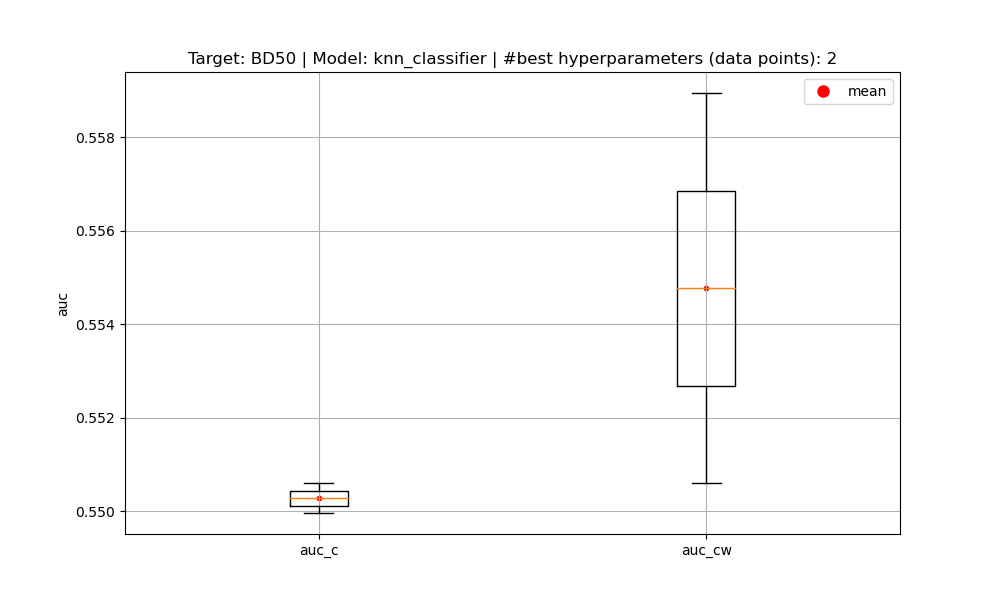 Target: BD50 | Model: knn_classifier | #best hyperparameters (data points): 2
mean
0.558
0.556
0.554
0.552
0.550
auc
auc_c
auc_cw